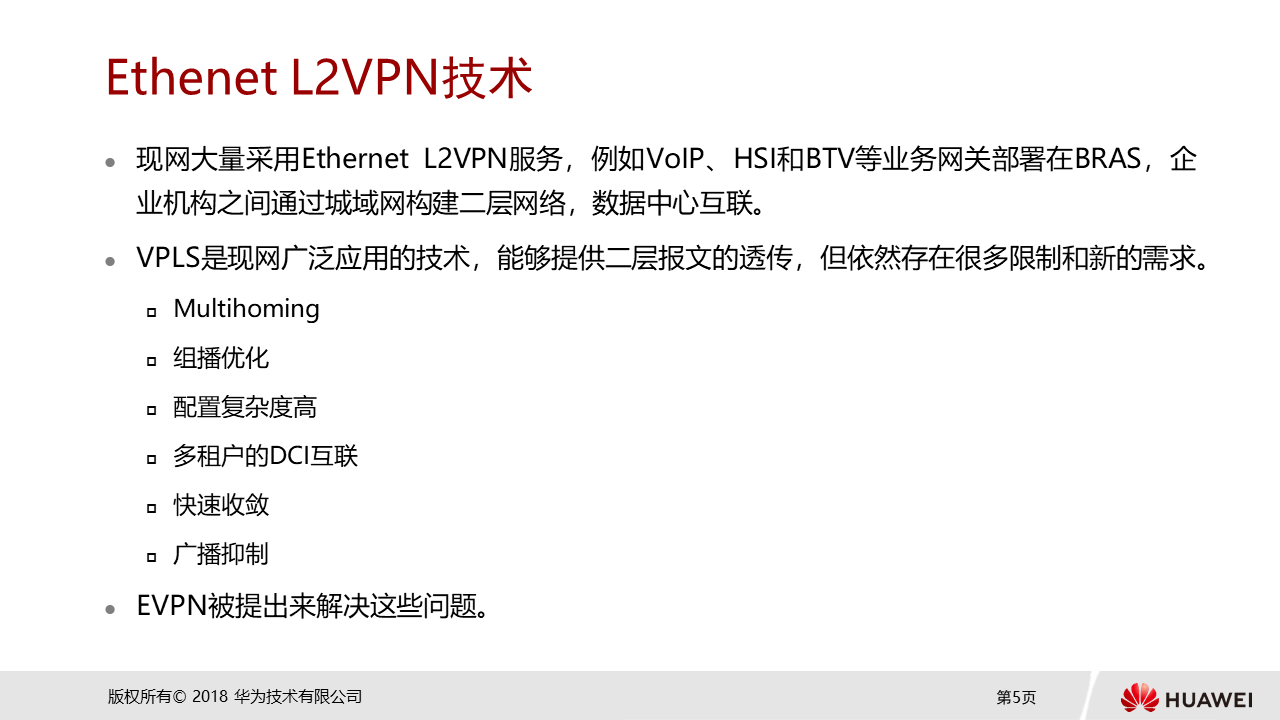 Ethenet L2VPN技术
现网大量采用Ethernet L2VPN服务，例如VoIP、HSI和BTV等业务网关部署在BRAS，企
业机构之间通过城域网构建二层网络，数据中心互联。
VPLS是现网广泛应用的技术，能够提供二层报文的透传，但依然存在很多限制和新的需求。
Multihoming
组播优化
配置复杂度高
多租户的DCI互联
快速收敛
广播抑制
EVPN被提出来解决这些问题。
版权所有© 2018 华为技术有限公司
第5页
HUAWEI